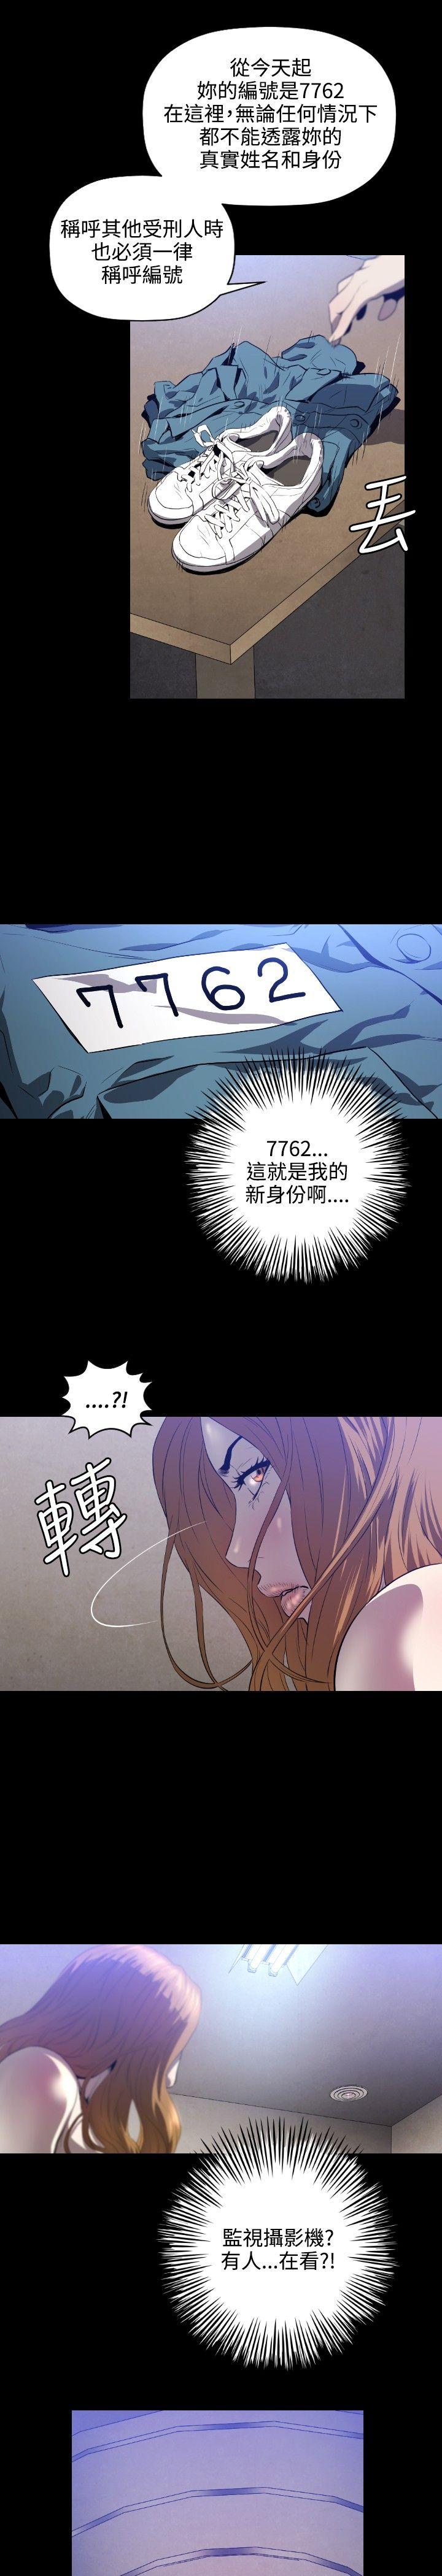 從今天起
妳的編號是7762
在這裡，無論任何情況下
都不能透露妳的
真實姓名和身份
稱呼其他受刑人時
也必須一律
稱呼編號
丟
7762
7762...
這就是我的
新身份啊....
....?!
轉
監視攝影機?
有人...在看?!